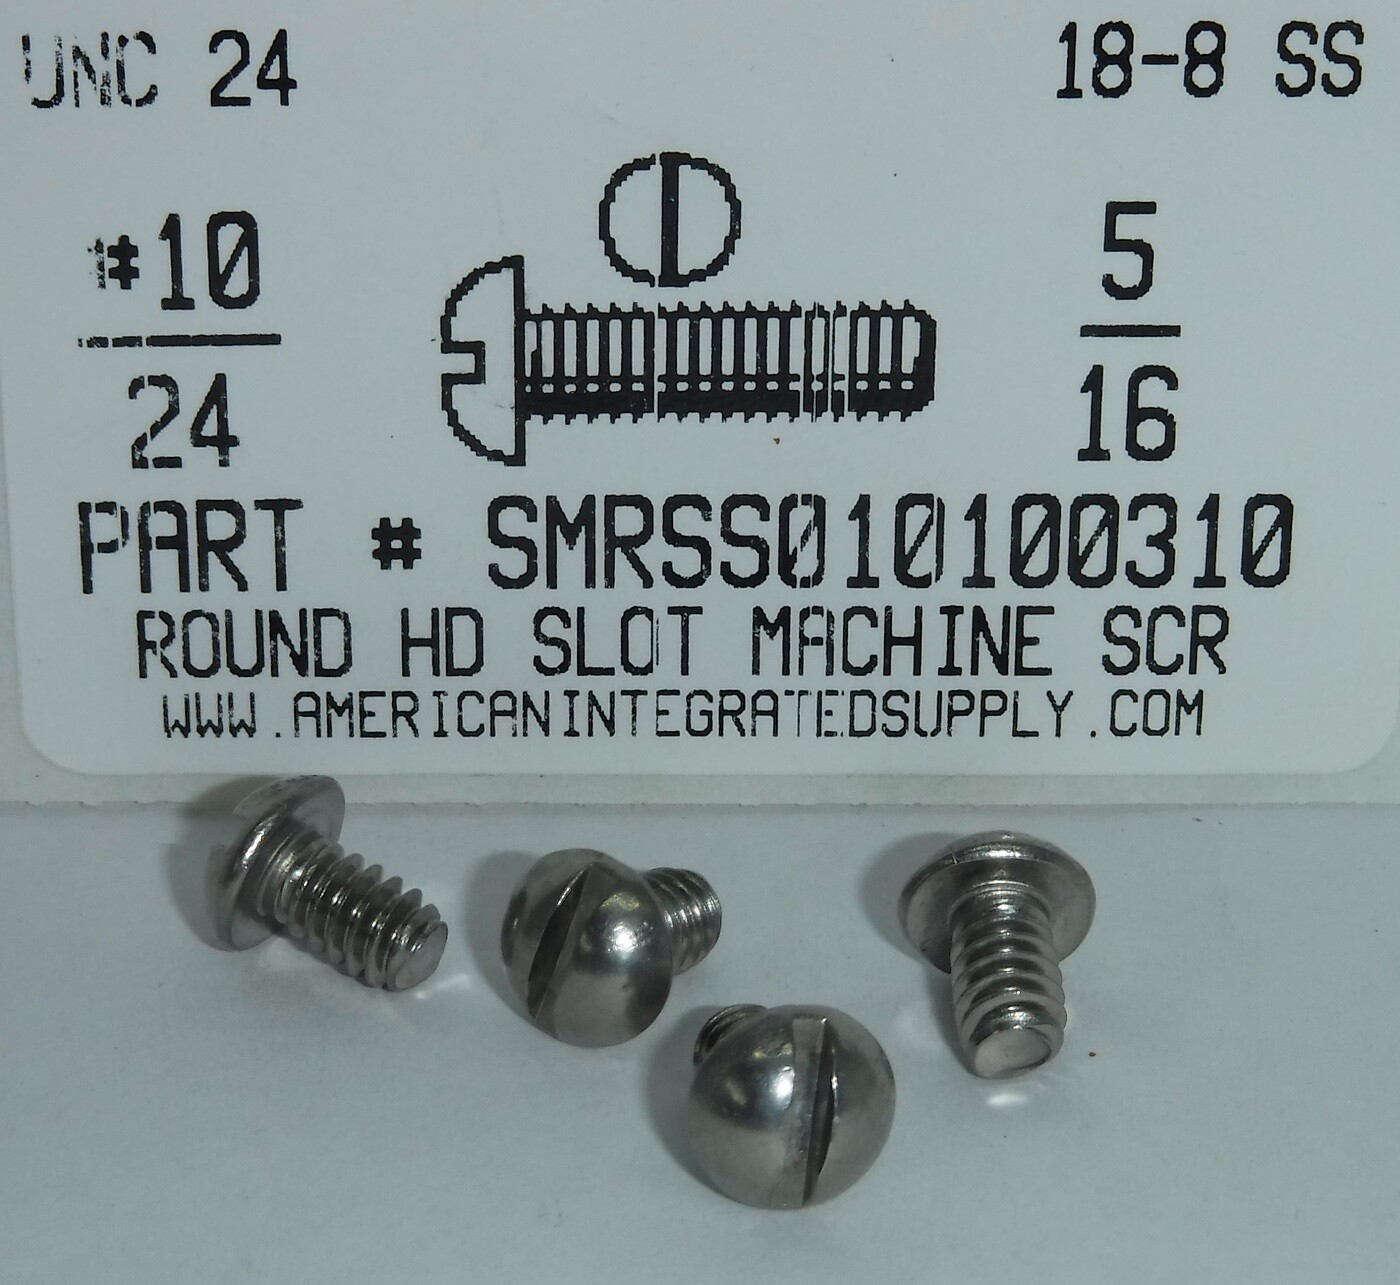 UNC 24 18-8 SS
#10 5
24 16
PART # SMRSS010100310
ROUND HD SLOT MACHINE SCR
WWW.AMERICANINTEGRATEDSUPPLY.COM